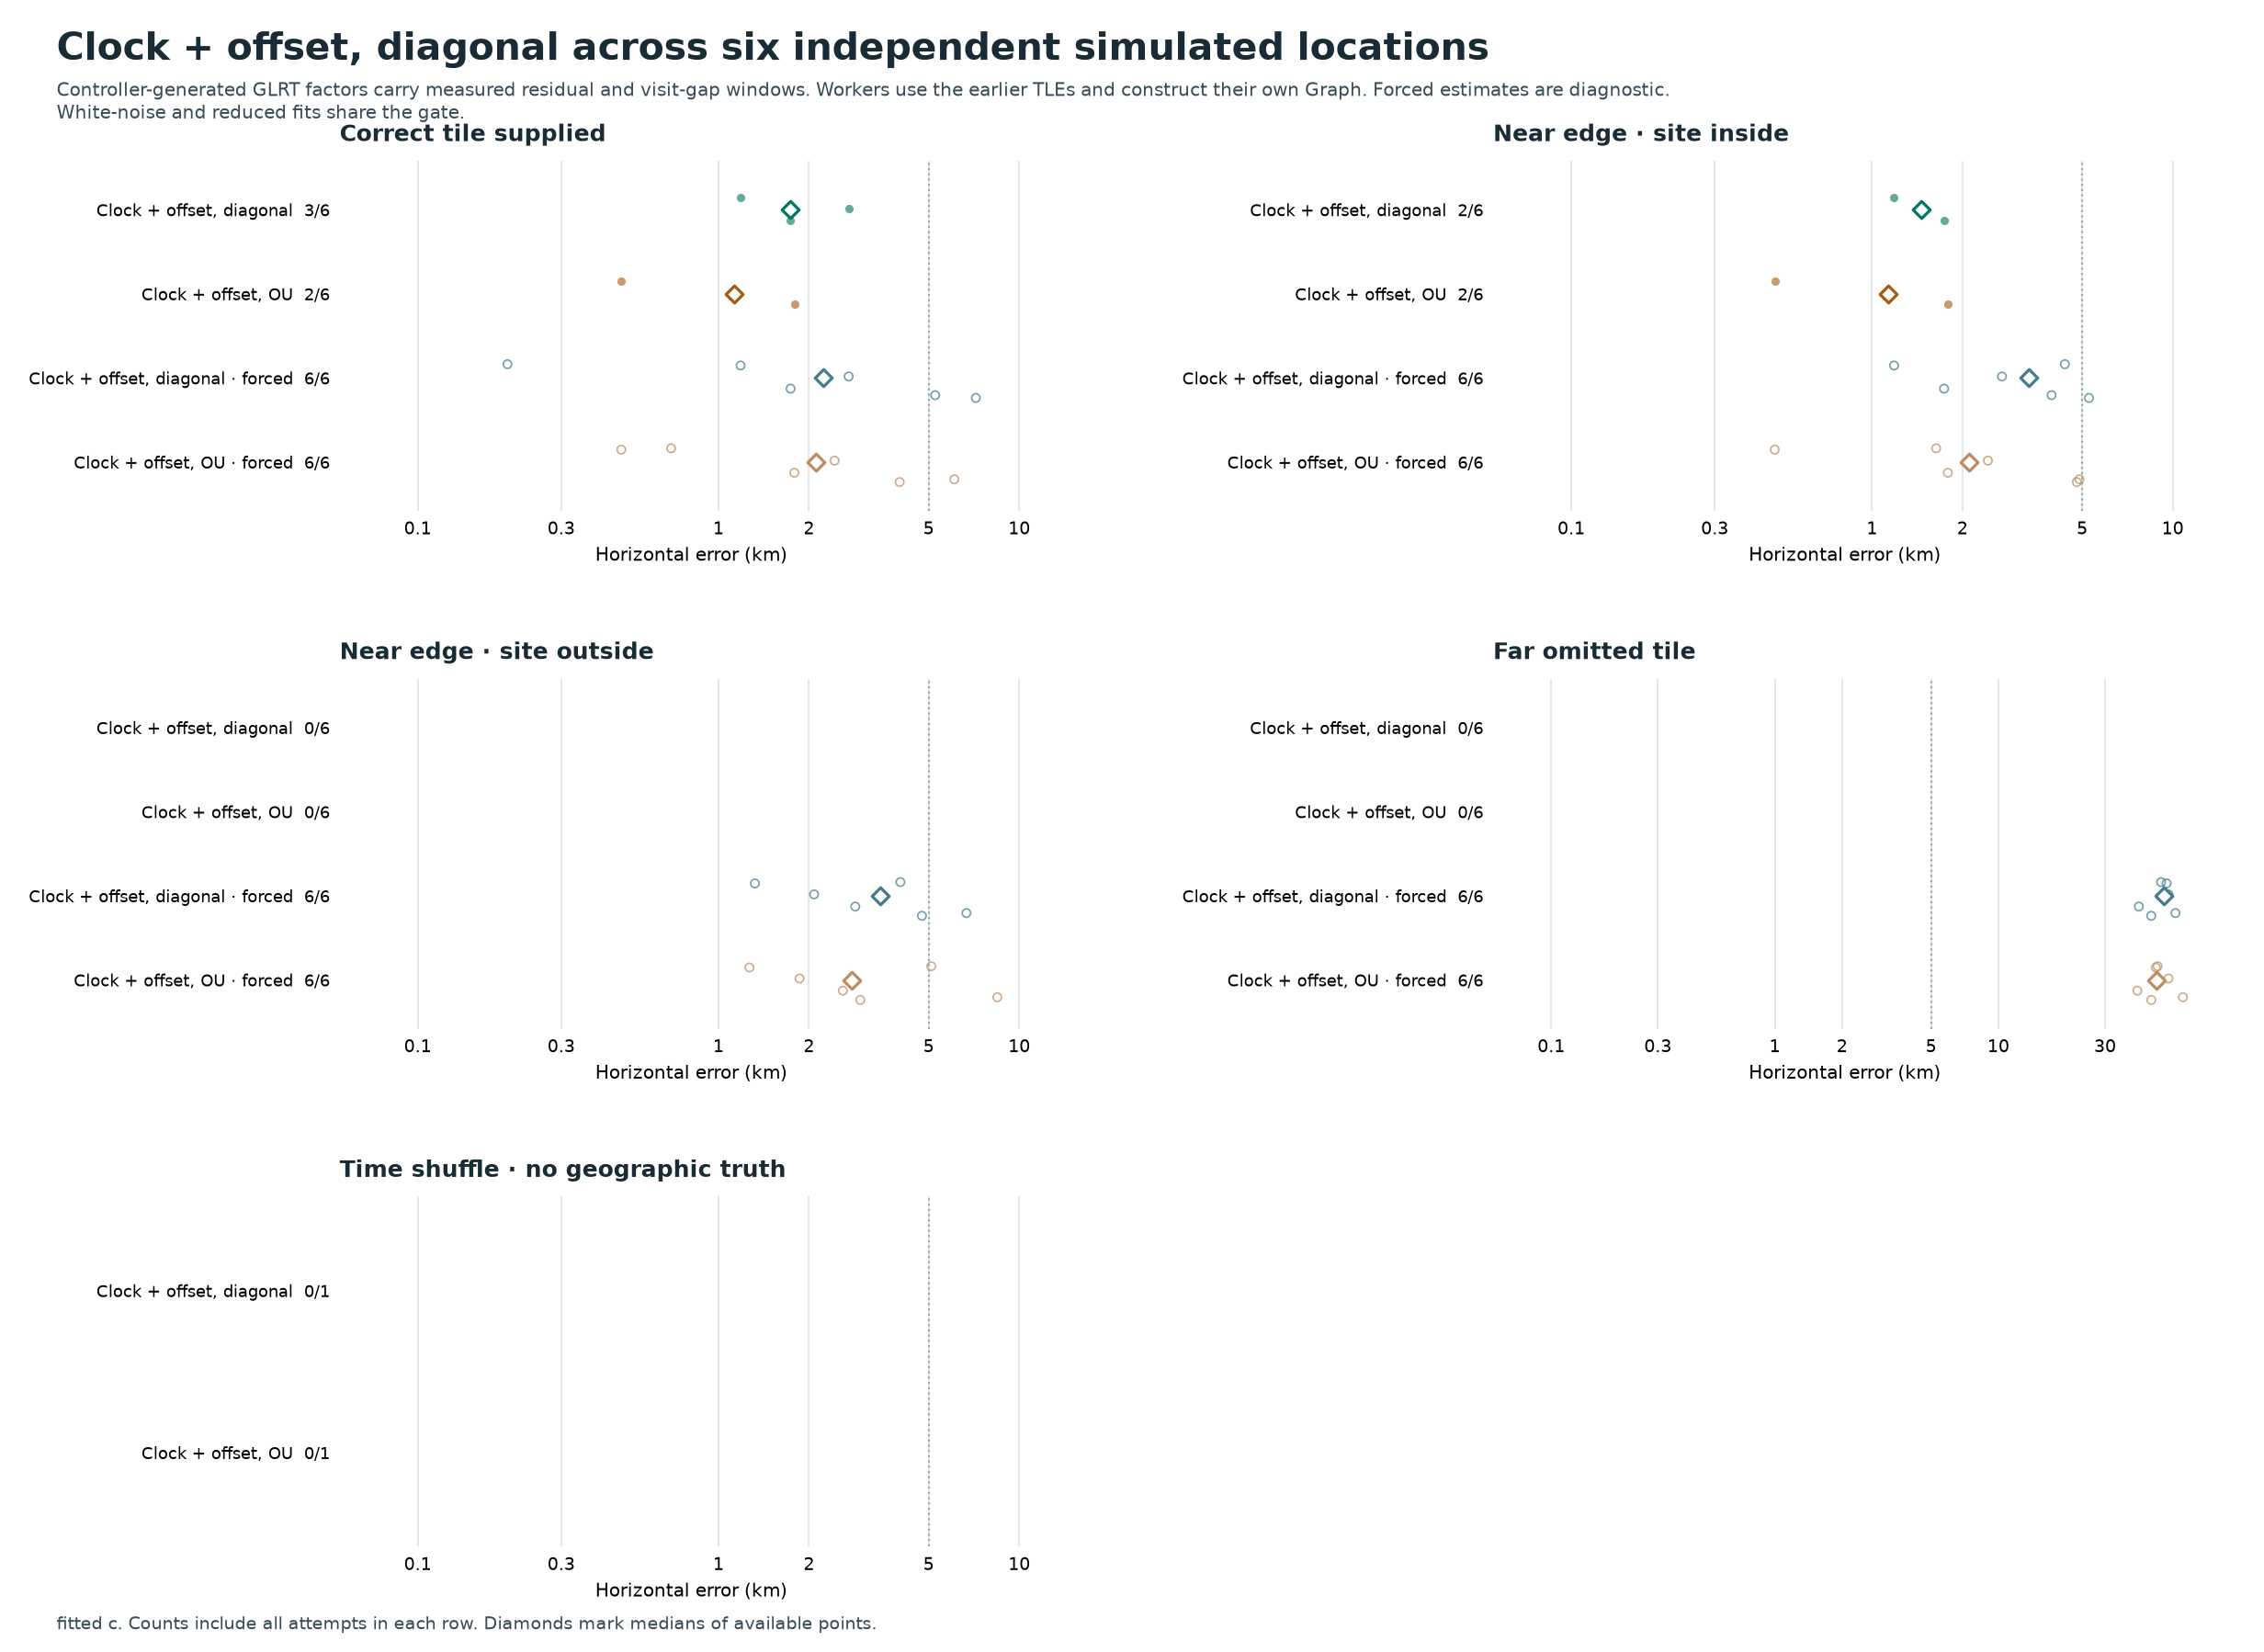 Clock + offset, diagonal across six independent simulated locations
Controller-generated GLRT factors carry measured residual and visit-gap windows. Workers use the earlier TLEs and construct their own Graph. Forced estimates are diagnostic.
White-noise and reduced fits share the gate.
Correct tile supplied
Clock + offset, diagonal 3/6
Clock + offset, OU 2/6
Clock + offset, diagonal · forced 6/6
Clock + offset, OU · forced 6/6
0.1 0.3 1 2 5 10
Horizontal error (km)
Near edge · site inside
Clock + offset, diagonal 2/6
Clock + offset, OU 2/6
Clock + offset, diagonal · forced 6/6
Clock + offset, OU · forced 6/6
0.1 0.3 1 2 5 10
Horizontal error (km)
Near edge · site outside
Clock + offset, diagonal 0/6
Clock + offset, OU 0/6
Clock + offset, diagonal · forced 6/6
Clock + offset, OU · forced 6/6
0.1 0.3 1 2 5 10
Horizontal error (km)
Far omitted tile
Clock + offset, diagonal 0/6
Clock + offset, OU 0/6
Clock + offset, diagonal · forced 6/6
Clock + offset, OU · forced 6/6
0.1 0.3 1 2 5 10 30
Horizontal error (km)
Time shuffle · no geographic truth
Clock + offset, diagonal 0/1
Clock + offset, OU 0/1
0.1 0.3 1 2 5 10
Horizontal error (km)
fitted c. Counts include all attempts in each row. Diamonds mark medians of available points.